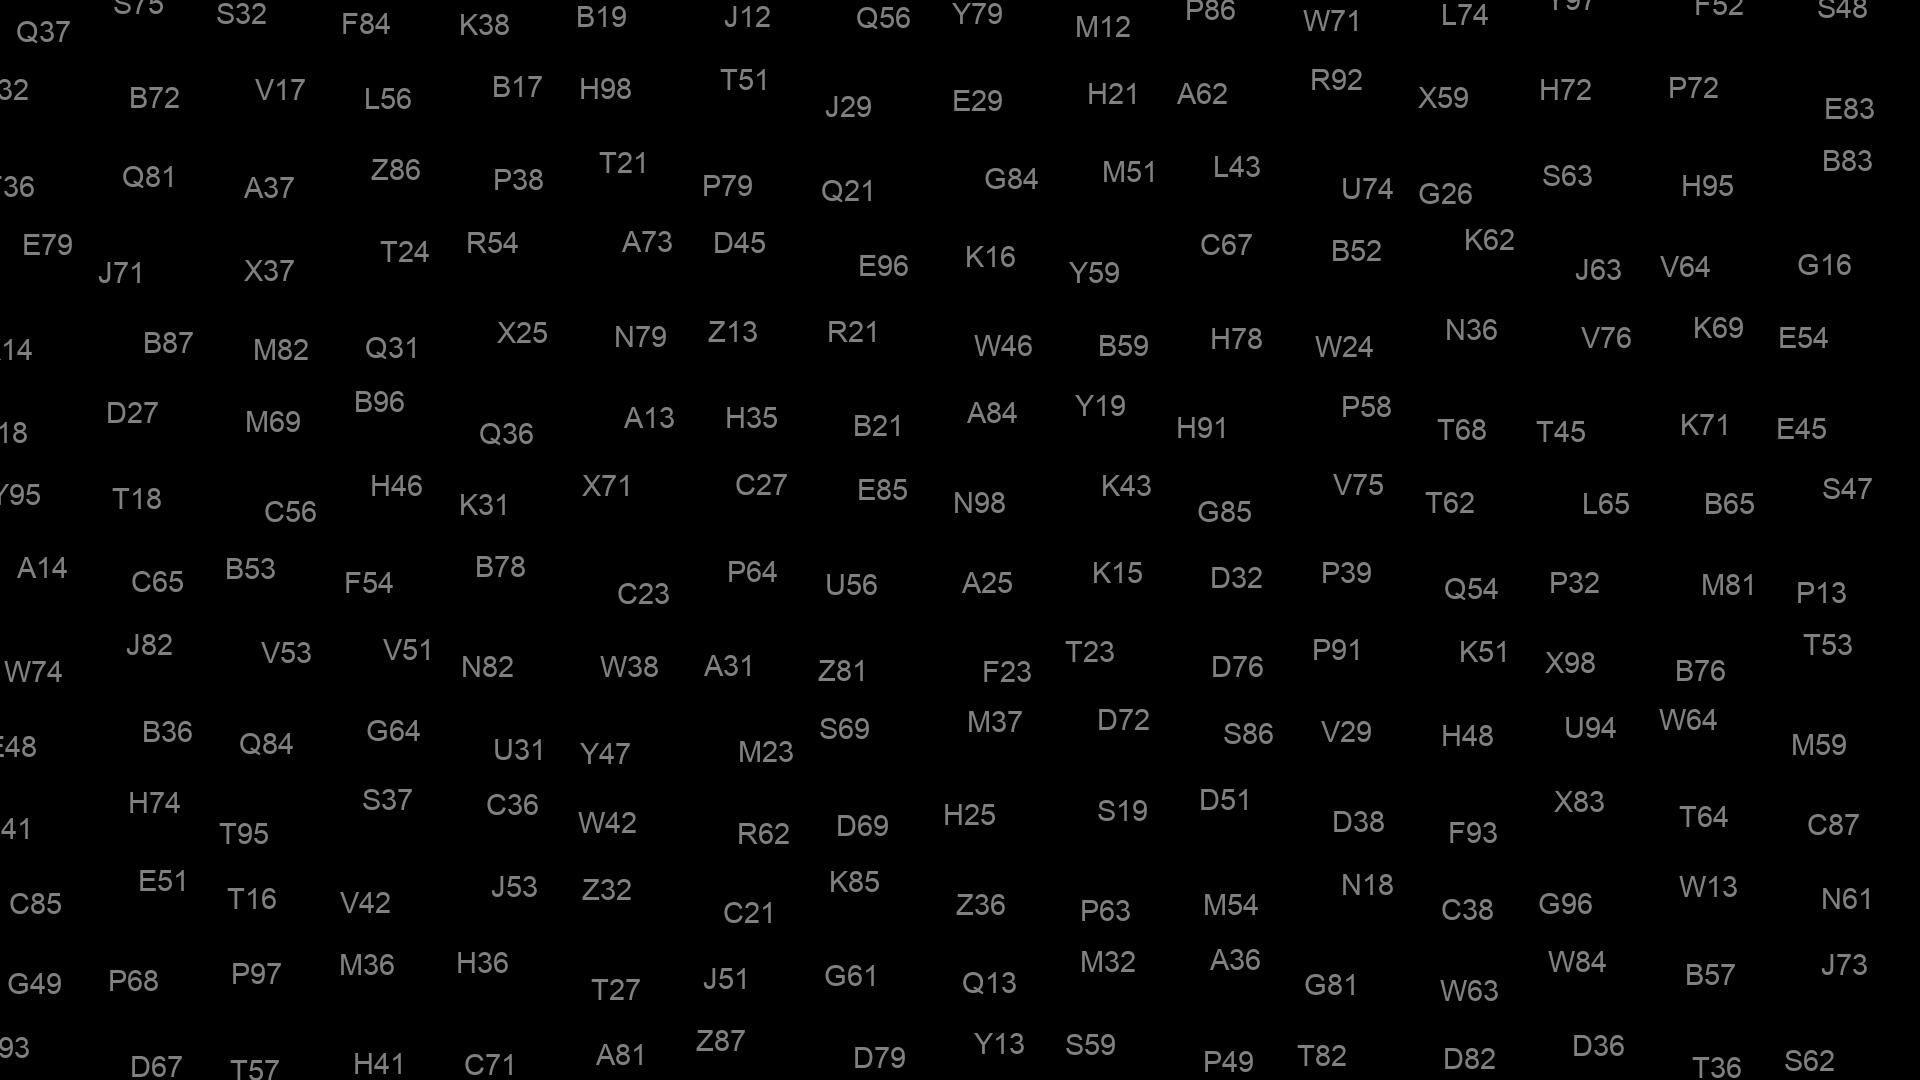 Q37 S75 S32 F84 K38 B19 J12 Q56 Y79 M12 P86 W71 L74 Y97 F52 S48
32 B72 V17 L56 B17 H98 T51 J29 E29 H21 A62 R92 X59 H72 P72 E83
36 Q81 A37 Z86 P38 T21 P79 Q21 G84 M51 L43 U74 G26 S63 H95 B83
E79 J71 X37 T24 R54 A73 D45 E96 K16 Y59 C67 B52 K62 J63 V64 G16
14 B87 M82 Q31 X25 N79 Z13 R21 W46 B59 H78 W24 N36 V76 K69 E54
18 D27 M69 B96 Q36 A13 H35 B21 A84 Y19 H91 P58 T68 T45 K71 E45
Y95 T18 C56 H46 K31 X71 C27 E85 N98 K43 G85 V75 T62 L65 B65 S47
A14 C65 B53 F54 B78 C23 P64 U56 A25 K15 D32 P39 Q54 P32 M81 P13
W74 J82 V53 V51 N82 W38 A31 Z81 F23 T23 D76 P91 K51 X98 B76 T53
E48 B36 Q84 G64 U31 Y47 M23 S69 M37 D72 S86 V29 H48 U94 W64 M59
41 H74 T95 S37 C36 W42 R62 D69 H25 S19 D51 D38 F93 X83 T64 C87
C85 E51 T16 V42 J53 Z32 C21 K85 Z36 P63 M54 N18 C38 G96 W13 N61
G49 P68 P97 M36 H36 T27 J51 G61 Q13 M32 A36 G81 W63 W84 B57 J73
93 D67 T57 H41 C71 A81 Z87 D79 Y13 S59 P49 T82 D82 D36 T36 S62